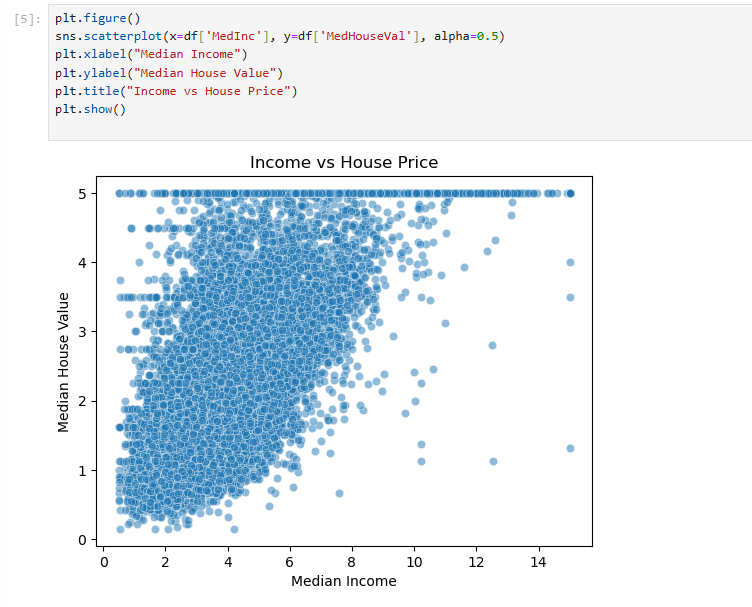 [5]:
plt.figure()
sns.scatterplot(x=df['MedInc'], y=df['MedHouseVal'], alpha=0.5)
plt.xlabel("Median Income")
plt.ylabel("Median House Value")
plt.title("Income vs House Price")
plt.show()
Income vs House Price
5
4
3
2
1
0
Median House Value
0 2 4 6 8 10 12 14
Median Income